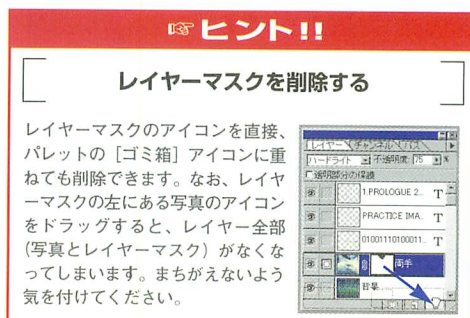 ☞ヒント!!
レイヤーマスクを削除する
レイヤーマスクのアイコンを直接、
パレットの［ゴミ箱］アイコンに重
ねても削除できます。なお、レイヤ
ーマスクの左にある写真のアイコン
をドラッグすると、レイヤー全部
(写真とレイヤーマスク）がなくな
ってしまいます。まちがえないよう
気を付けてください。
レイヤー チャンネル パス
ハードライト 不透明度: 75 %
透明部分の保護
1.PROLOGUE 2... T
PRACTICE IMA... T
01001110100011... T
両手
背景